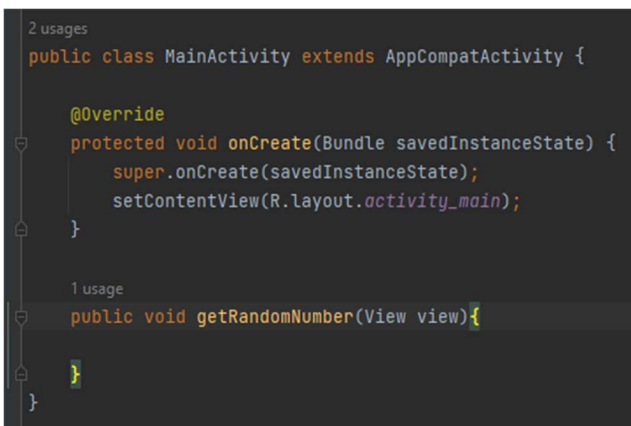 2 usages
public class MainActivity extends AppCompatActivity {
@Override
protected void onCreate(Bundle savedInstanceState) {
super.onCreate(savedInstanceState);
setContentView(R.layout.activity_main);
}
1 usage
public void getRandomNumber(View view){
}
}